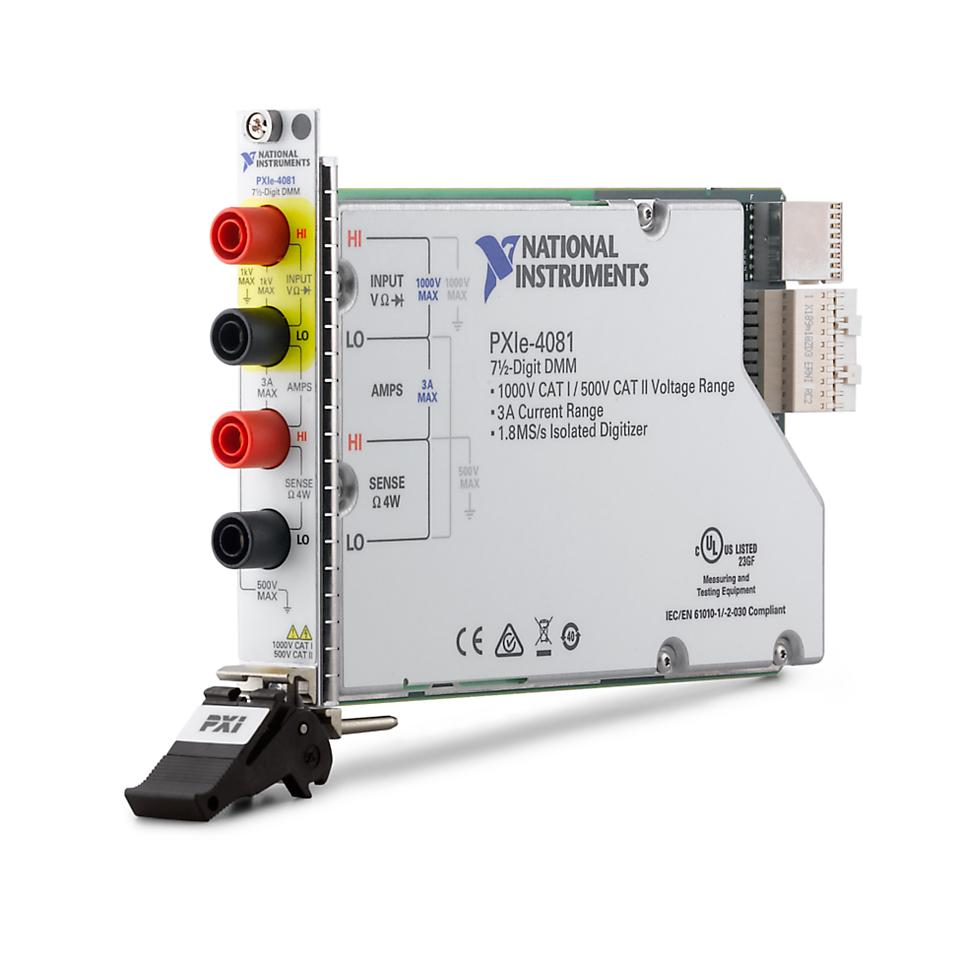 NATIONAL
INSTRUMENTS
PXIe-4081
7½-Digit DMM
HI
1kV
MAX
1kV
MAX
INPUT
VΩ
LO
3A
MAX
AMPS
HI
SENSE
Ω 4W
LO
500V
MAX
1000V CAT I
500V CAT II
PXI
HI
INPUT
VΩ
1000V
MAX
1000V
MAX
LO
AMPS
3A
MAX
HI
SENSE
Ω 4W
500V
MAX
LO
NATIONAL
INSTRUMENTS
PXIe-4081
7½-Digit DMM
• 1000V CAT I / 500V CAT II Voltage Range
• 3A Current Range
• 1.8MS/s Isolated Digitizer
C UL US LISTED
23GF
Measuring and
Testing Equipment
IEC/EN 61010-1/-2-030 Compliant
CE
40